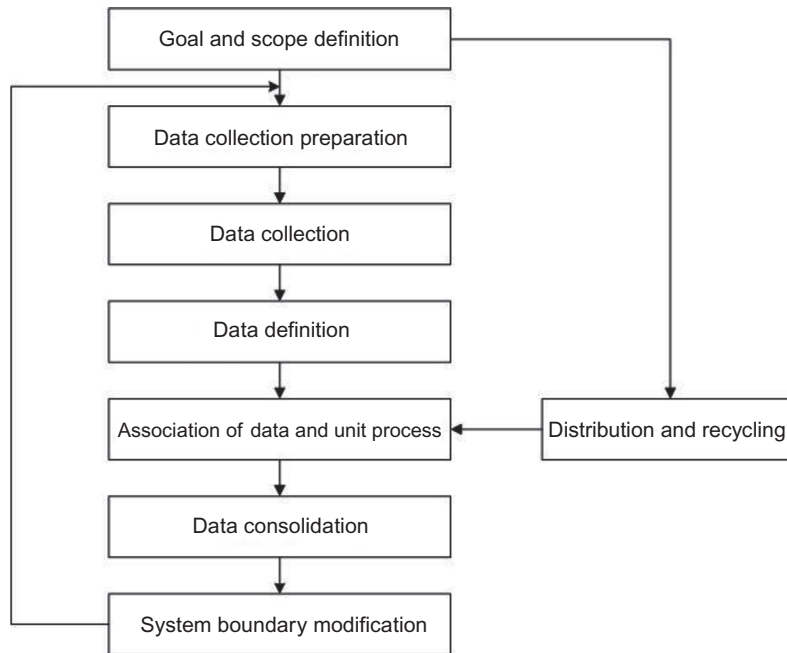 Goal and scope definition
Data collection preparation
Data collection
Data definition
Association of data and unit process
Distribution and recycling
Data consolidation
System boundary modification